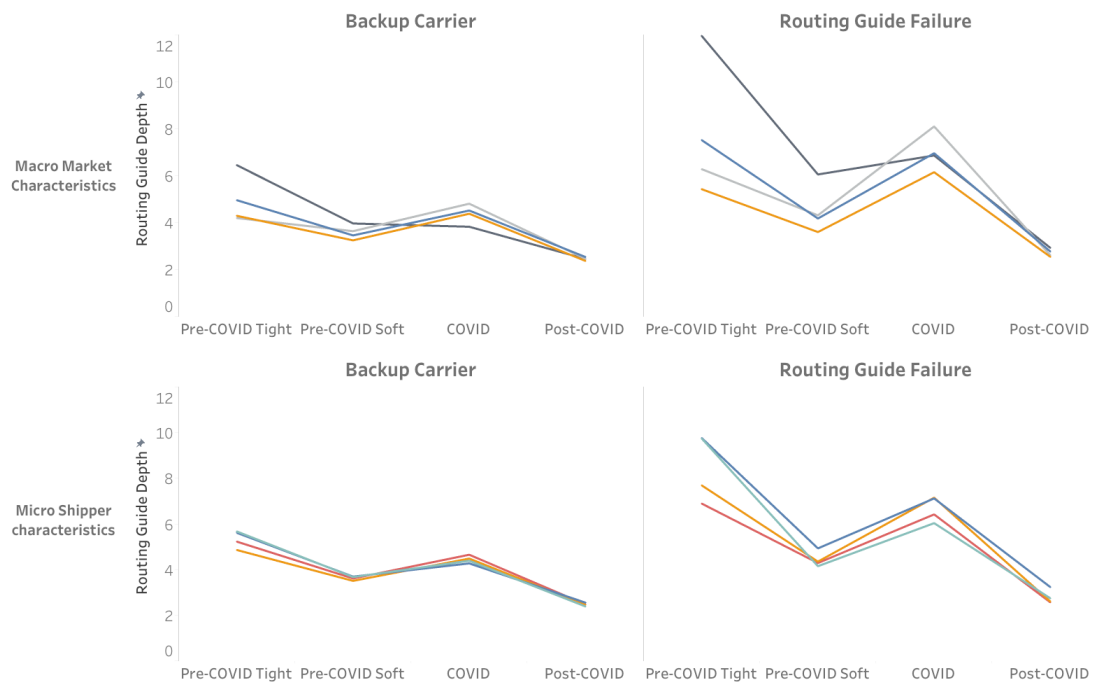 Backup Carrier
Routing Guide Failure
Macro Market
Characteristics
Routing Guide Depth
12
10
8
6
4
2
0
Pre-COVID Tight
Pre-COVID Soft
COVID
Post-COVID
Pre-COVID Tight
Pre-COVID Soft
COVID
Post-COVID
Backup Carrier
Routing Guide Failure
Micro Shipper
characteristics
Routing Guide Depth
12
10
8
6
4
2
0
Pre-COVID Tight
Pre-COVID Soft
COVID
Post-COVID
Pre-COVID Tight
Pre-COVID Soft
COVID
Post-COVID